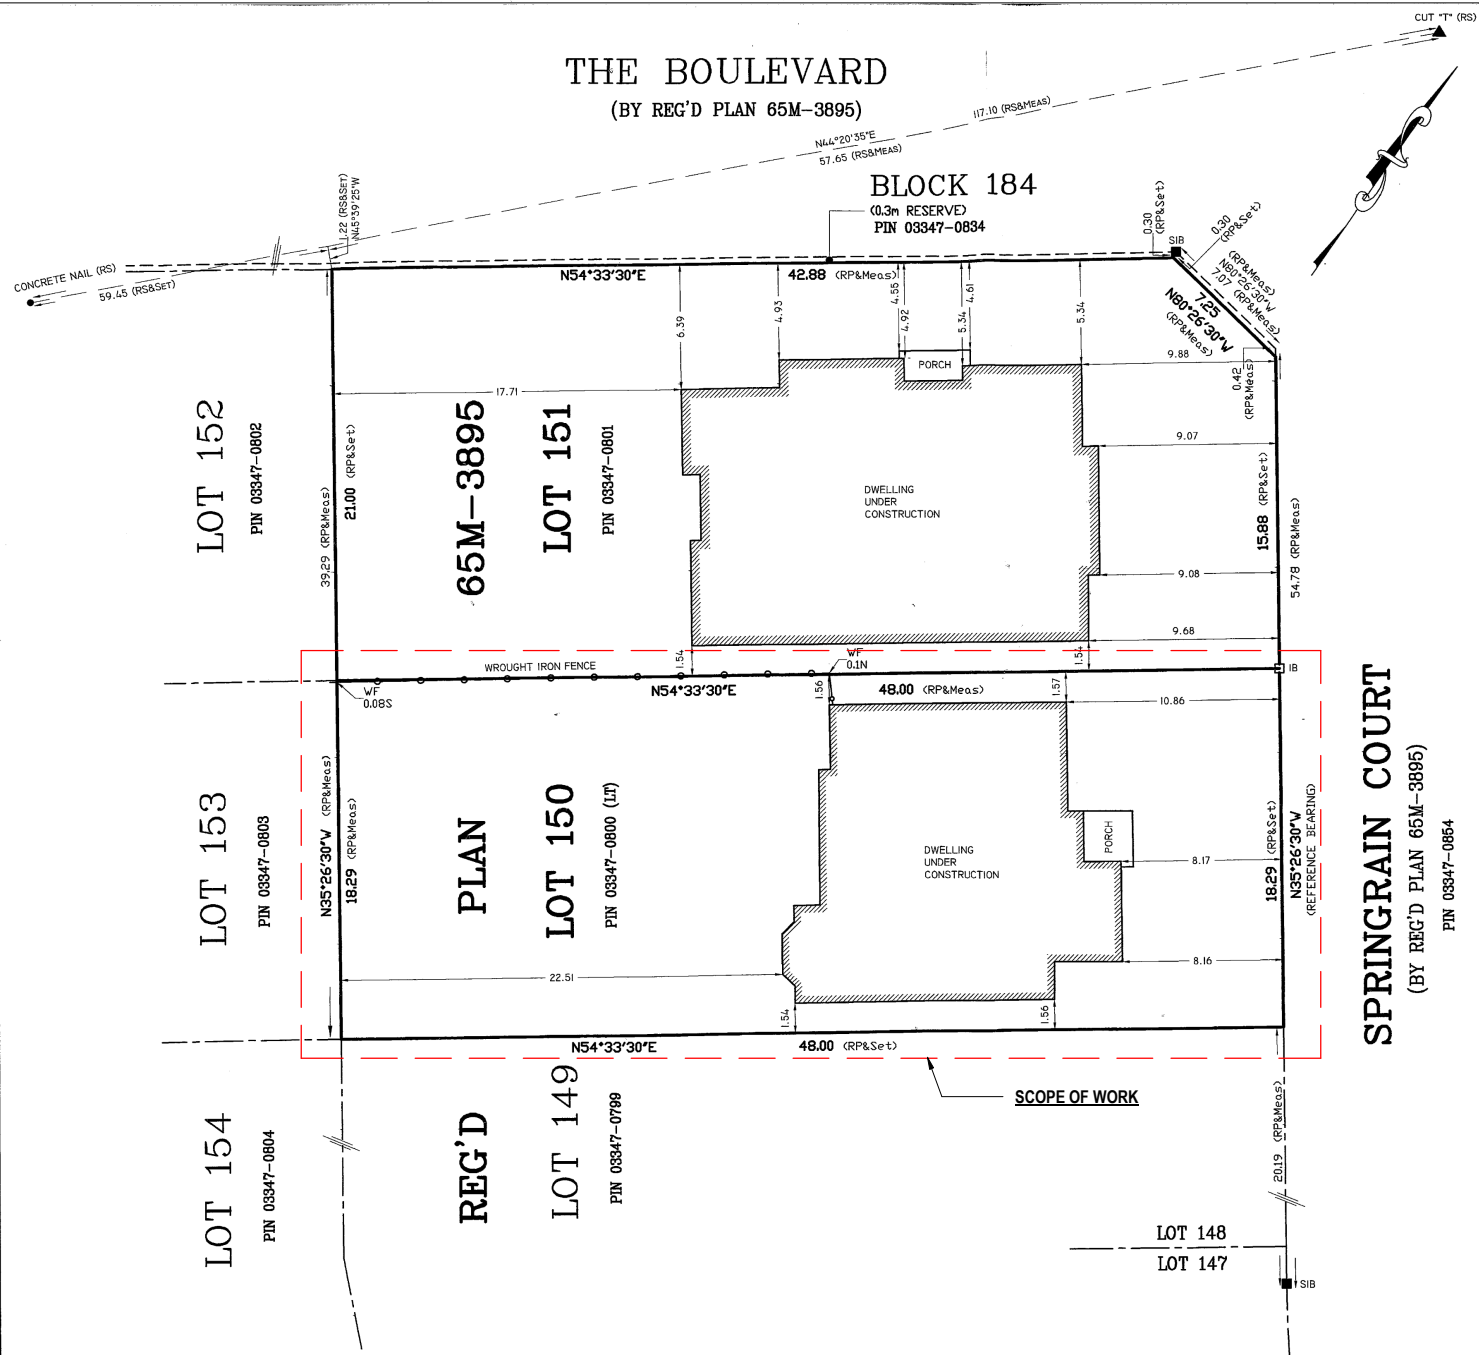 CUT "T" (RS)
THE BOULEVARD
(BY REG'D PLAN 65M-3895)
117.10 (RS&MEAS)
N44°20'35"E
57.65 (RS&MEAS)
BLOCK 184
(0.3m RESERVE)
PIN 03347-0834
1.22 (RS&SET)
N45°39'25"W
0.30
(RP&Set)
SIB
0.30
(RP&Set)
CONCRETE NAIL (RS)
59.45 (RS&SET)
N54°33'30"E
42.88 (RP&Meas)
(RP&Meas)
N80°26'30"W
7.07 (RP&Meas)
7.25
N80°26'30"W
(RP&Meas)
6.39
4.93
4.55
4.92
5.34
4.61
5.34
9.88
0.42
(RP&Meas)
PORCH
17.71
9.07
LOT 152
PIN 03347-0802
39.29 (RP&Meas)
21.00 (RP&Set)
65M-3895
LOT 151
PIN 03347-0801
DWELLING
UNDER
CONSTRUCTION
15.88 (RP&Set)
54.78 (RP&Meas)
9.08
9.68
1.54
1.54
WROUGHT IRON FENCE
WF
0.1N
IB
WF
0.08S
N54°33'30"E
48.00 (RP&Meas)
1.56
1.57
10.86
LOT 153
PIN 03347-0803
N35°26'30"W (RP&Meas)
18.29 (RP&Meas)
PLAN
LOT 150
PIN 03347-0800 (LT)
DWELLING
UNDER
CONSTRUCTION
PORCH
8.17
18.29 (RP&Set)
N35°26'30"W
(REFERENCE BEARING)
SPRINGRAIN COURT
(BY REG'D PLAN 65M-3895)
PIN 03347-0854
22.51
8.16
1.54
1.56
N54°33'30"E
48.00 (RP&Set)
SCOPE OF WORK
LOT 154
PIN 03347-0804
REG'D
LOT 149
PIN 03347-0799
20.19 (RP&Meas)
LOT 148
LOT 147
SIB